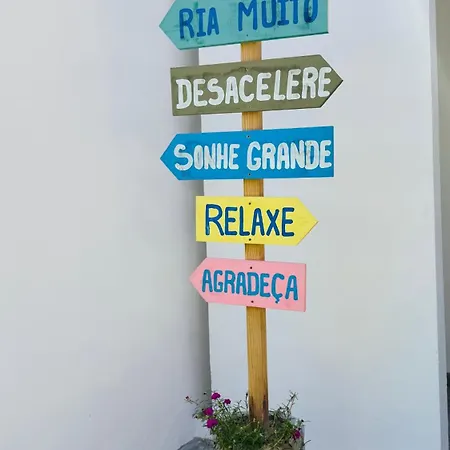 RIA MUITO
DESACELERE
SONHE GRANDE
RELAXE
AGRADEÇA